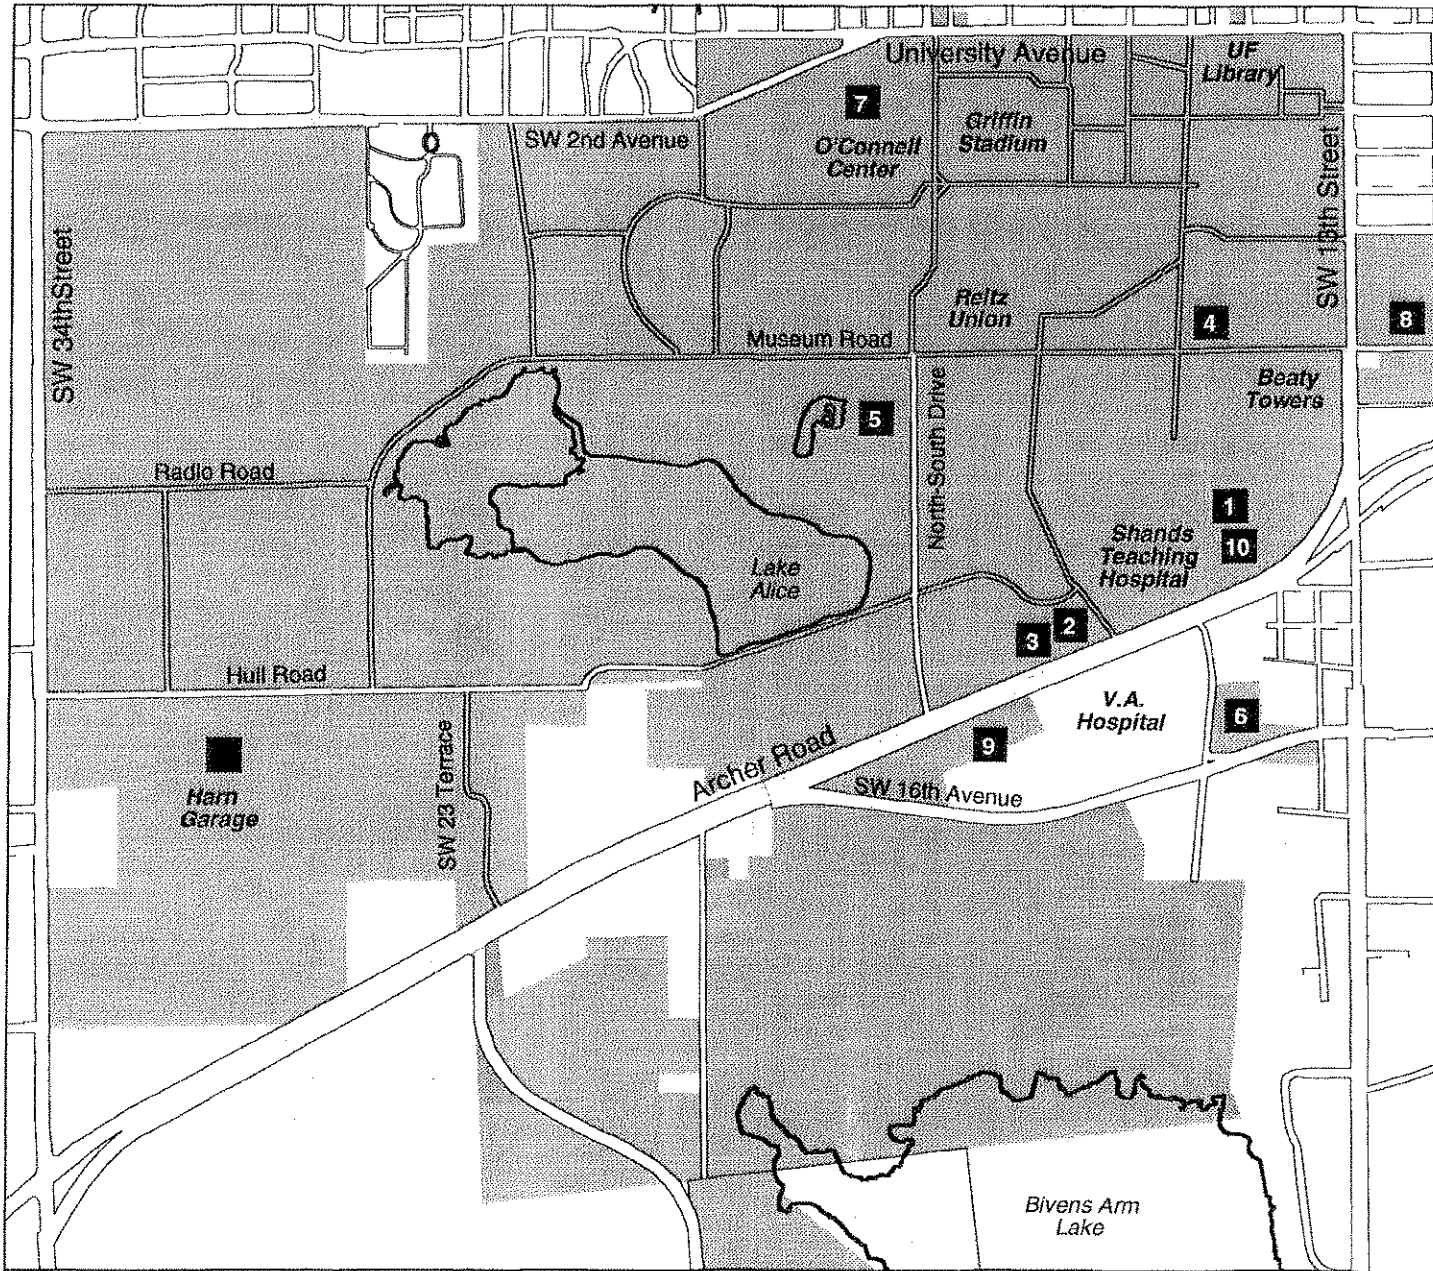 University Avenue
UF
Library
7
SW 2nd Avenue
O'Connell
Center
Griffin
Stadium
SW 13th Street
SW 34thStreet
Reitz
Union
4
8
Museum Road
Beaty
Towers
5
North-South Drive
Radio Road
1
Shands
Teaching
Hospital
10
Lake
Alice
2
3
Hull Road
V.A.
Hospital
6
9
SW 23 Terrace
Archer Road
SW 16th Avenue
Harn
Garage
Bivens Arm
Lake